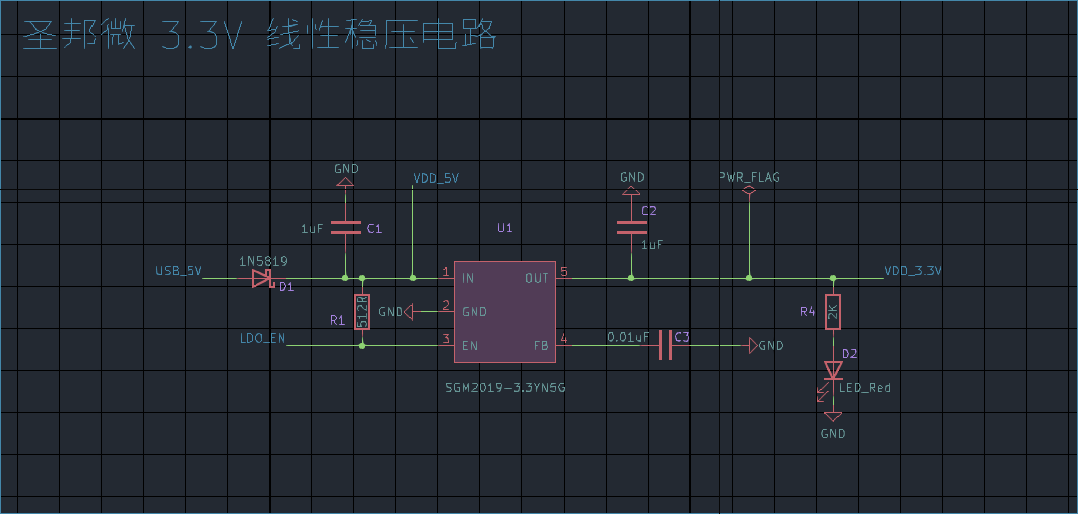 圣邦微 3.3V 线性稳压电路
GND
VDD_5V
GND
PWR_FLAG
C2
1uF
C1
U1
1uF
USB_5V
1N5819
D1
1
IN
OUT
5
VDD_3.3V
R1
512R
GND
2
GND
R4
2K
LDO_EN
3
EN
FB
4
0.01uF
C3
GND
D2
SGM2019-3.3YN5G
LED_Red
GND